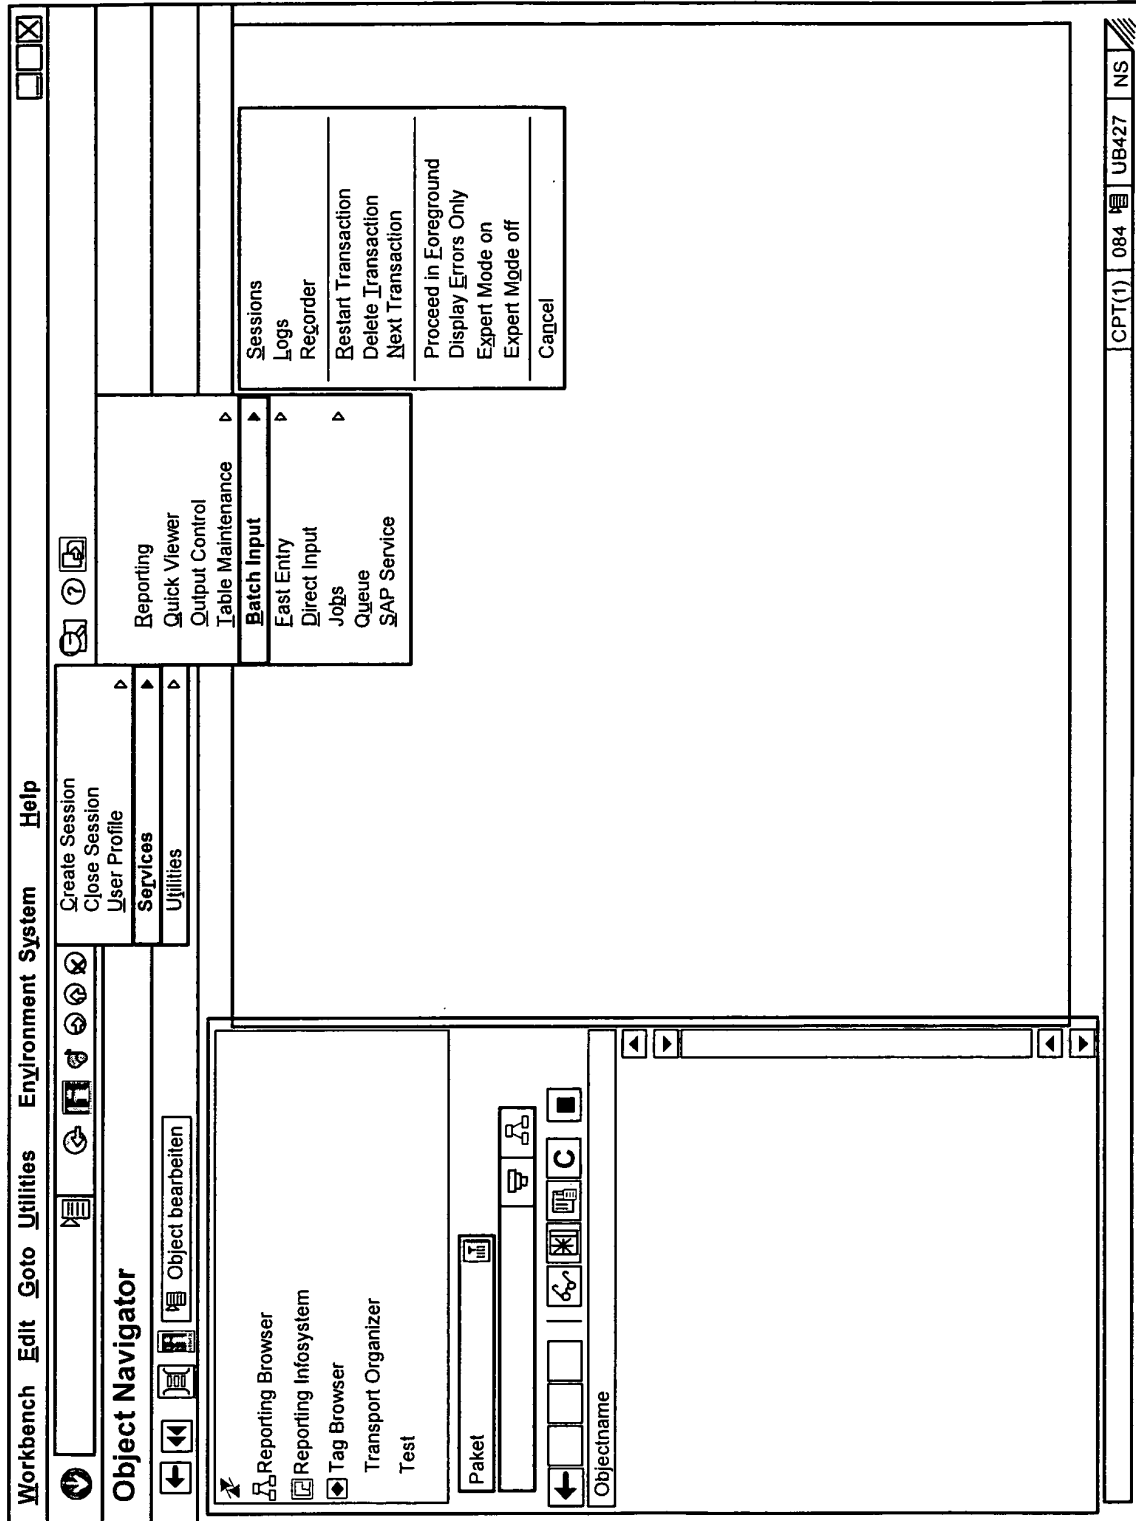 Workbench Edit Goto Utilities Environment System Help
Create Session
Close Session
User Profile
Services
Utilities
Reporting
Quick Viewer
Output Control
Table Maintenance
Batch Input
Fast Entry
Direct Input
Jobs
Queue
SAP Service
Sessions
Logs
Recorder
Restart Transaction
Delete Transaction
Next Transaction
Proceed in Foreground
Display Errors Only
Expert Mode on
Expert Mode off
Cancel
Object Navigator
Object bearbeiten
Reporting Browser
Reporting Infosystem
Tag Browser
Transport Organizer
Test
Paket
C
Objectname
CPT(1) 084 UB427 NS